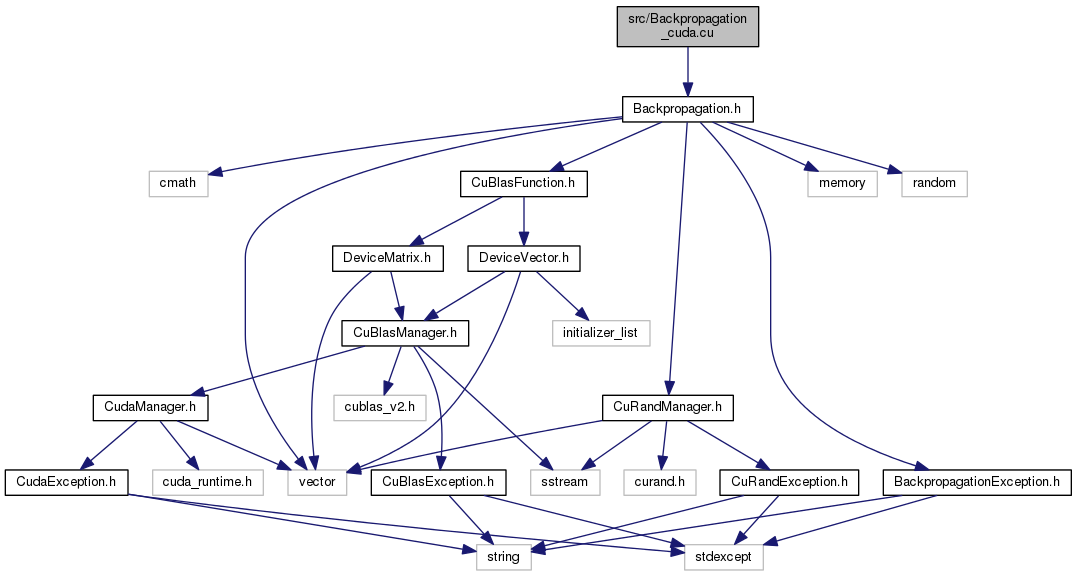 src/Backpropagation
_cuda.cu
Backpropagation.h
cmath
CuBlasFunction.h
memory
random
DeviceMatrix.h
DeviceVector.h
CuBlasManager.h
initializer_list
CudaManager.h
cublas_v2.h
CuRandManager.h
CudaException.h
cuda_runtime.h
vector
CuBlasException.h
sstream
curand.h
CuRandException.h
BackpropagationException.h
string
stdexcept